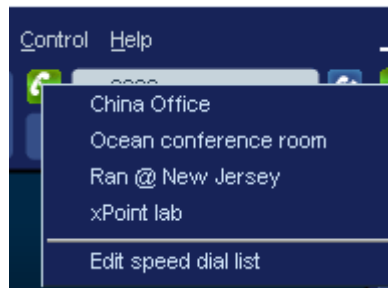 Control Help
China Office
Ocean conference room
Ran @ New Jersey
xPoint lab
Edit speed dial list